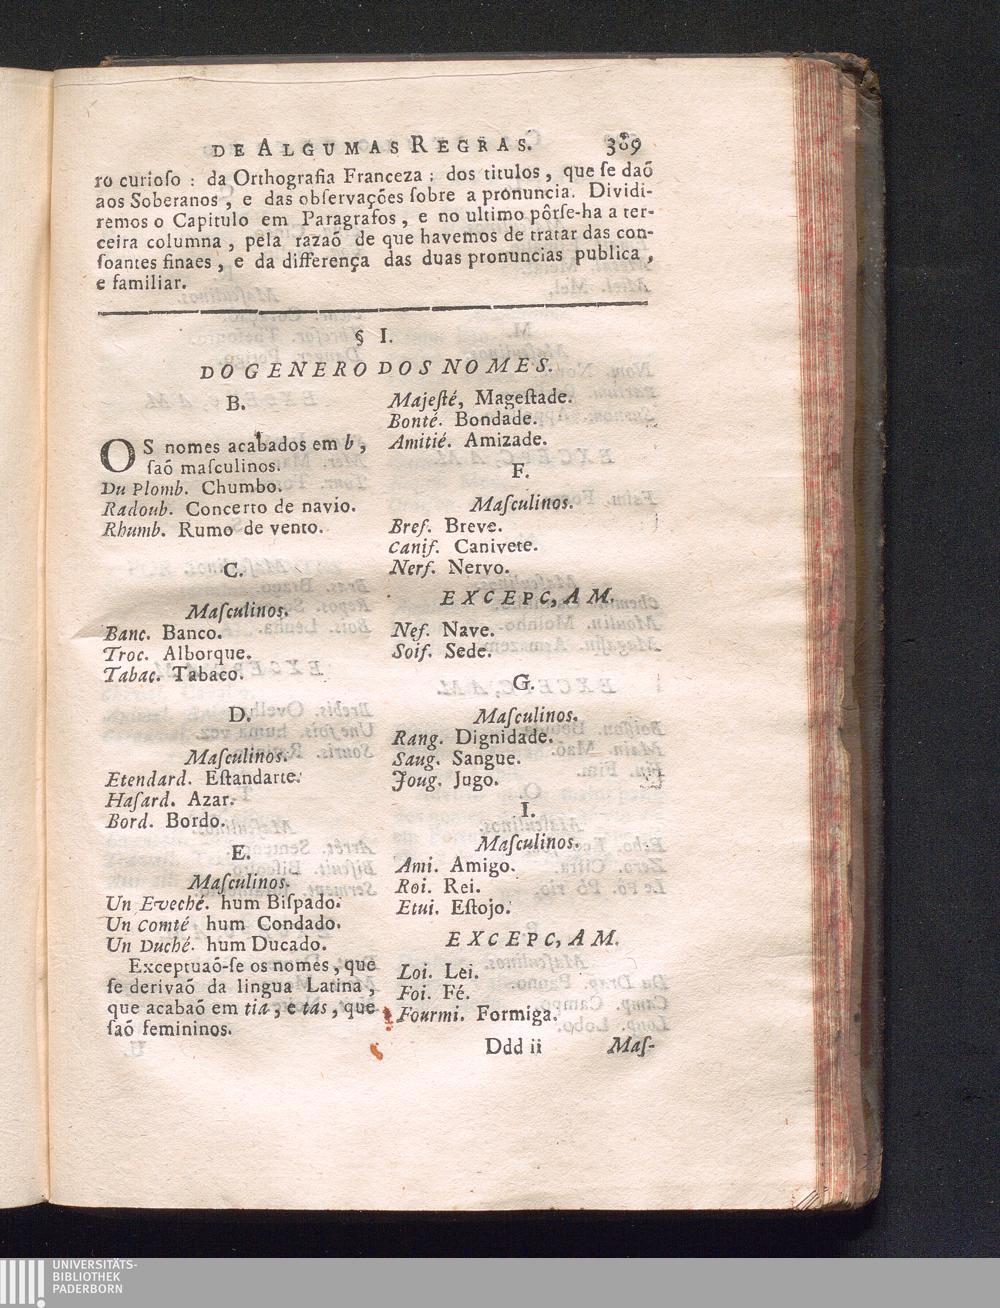 DE ALGUMAS REGRAS. 389
ro curioſo : da Orthografia Franceza : dos titulos , que ſe daõ
aos Soberanos , e das obſervações ſobre a pronuncia. Dividi-
remos o Capitulo em Paragrafos , e no ultimo pôrſe-ha a ter-
ceira columna , pela razaõ de que havemos de tratar das con-
ſoantes finaes , e da differença das duas pronuncias publica ,
e familiar.
§ I.
DO GENERO DOS NOMES.
B.
OS nomes acabados em b ,
ſaõ maſculinos.
Du Plomb. Chumbo.
Radoub. Concerto de navio.
Rhumb. Rumo de vento.
C.
Maſculinos.
Banc. Banco.
Troc. Alborque.
Tabac. Tabaco.
D.
Maſculinos.
Etendard. Eſtandarte.
Haſard. Azar.
Bord. Bordo.
E.
Maſculinos.
Un Eveché. hum Biſpado.
Un Comté hum Condado.
Un Duché. hum Ducado.
Exceptuaõ-ſe os nomes , que
ſe derivaõ da lingua Latina ,
que acabaõ em tia , e tas , que
ſaõ femininos.
Majeſté, Mageſtade.
Bonté. Bondade.
Amitié. Amizade.
F.
Maſculinos.
Bref. Breve.
Canif. Canivete.
Nerf. Nervo.
EXCEPC,AM.
Nef. Nave.
Soif. Sede.
G.
Maſculinos.
Rang. Dignidade.
Saug. Sangue.
Joug. Jugo.
I.
Maſculinos.
Ami. Amigo.
Roi. Rei.
Etui. Eſtojo.
EXCEPC,AM.
Loi. Lei.
Foi. Fé.
Fourmi. Formiga.
Ddd ii Maſ-
UNIVERSITÄTS-
BIBLIOTHEK
PADERBORN